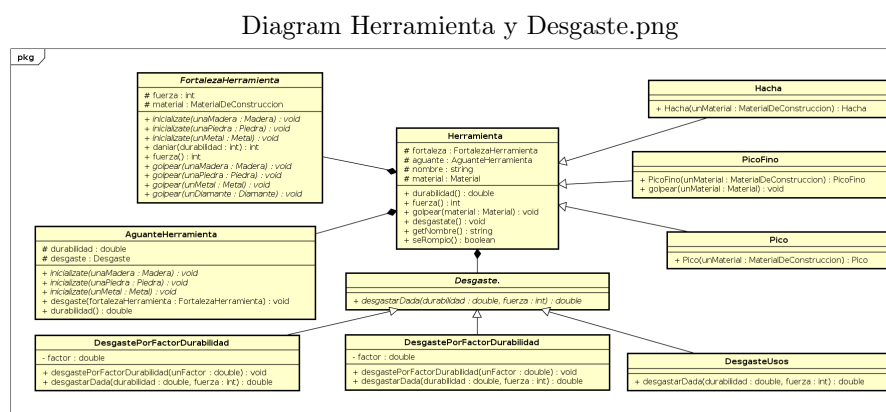 Diagram Herramienta y Desgaste.png
pkg
FortalezaHerramienta
# fuerza : int
# material : MaterialDeConstruccion
+ inicializate(unaMadera : Madera) : void
+ inicializate(unaPiedra : Piedra) : void
+ inicializate(unMetal : Metal) : void
+ daniar(durabilidad : int) : int
+ fuerza() : int
+ golpear(unaMadera : Madera) : void
+ golpear(unaPiedra : Piedra) : void
+ golpear(unMetal : Metal) : void
+ golpear(unDiamante : Diamante) : void
Herramienta
# fortaleza : FortalezaHerramienta
# aguante : AguanteHerramienta
# nombre : string
# material : Material
+ durabilidad() : double
+ fuerza() : int
+ golpear(material : Material) : void
+ desgastate() : void
+ getNombre() : string
+ seRompio() : boolean
Hacha
+ Hacha(unMaterial : MaterialDeConstruccion) : Hacha
PicoFino
+ PicoFino(unMaterial : MaterialDeConstruccion) : PicoFino
+ golpear(unMaterial : Material) : void
Pico
+ Pico(unMaterial : MaterialDeConstruccion) : Pico
AguanteHerramienta
# durabilidad : double
# desgaste : Desgaste
+ inicializate(unaMadera : Madera) : void
+ inicializate(unaPiedra : Piedra) : void
+ inicializate(unMetal : Metal) : void
+ desgaste(fortalezaHerramienta : FortalezaHerramienta) : void
+ durabilidad() : double
Desgaste.
+ desgastarDada(durabilidad : double, fuerza : int) : double
DesgastePorFactorDurabilidad
- factor : double
+ desgastePorFactorDurabilidad(unFactor : double) : void
+ desgastarDada(durabilidad : double, fuerza : int) : double
DesgastePorFactorDurabilidad
- factor : double
+ desgastePorFactorDurabilidad(unFactor : double) : void
+ desgastarDada(durabilidad : double, fuerza : int) : double
DesgasteUsos
+ desgastarDada(durabilidad : double, fuerza : int) : double